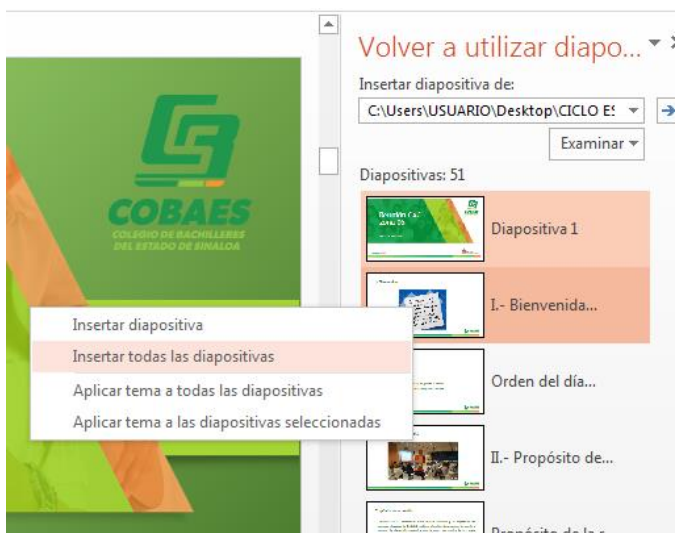 Volver a utilizar diapo...
Insertar diapositiva de:
C:\Users\USUARIO\Desktop\CICLO ES
Examinar
Diapositivas: 51
Diapositiva 1
I.- Bienvenida...
Orden del día...
II.- Propósito de...
COBAES
COLEGIO DE BACHILLERES
DEL ESTADO DE SINALOA
Insertar diapositiva
Insertar todas las diapositivas
Aplicar tema a todas las diapositivas
Aplicar tema a las diapositivas seleccionadas